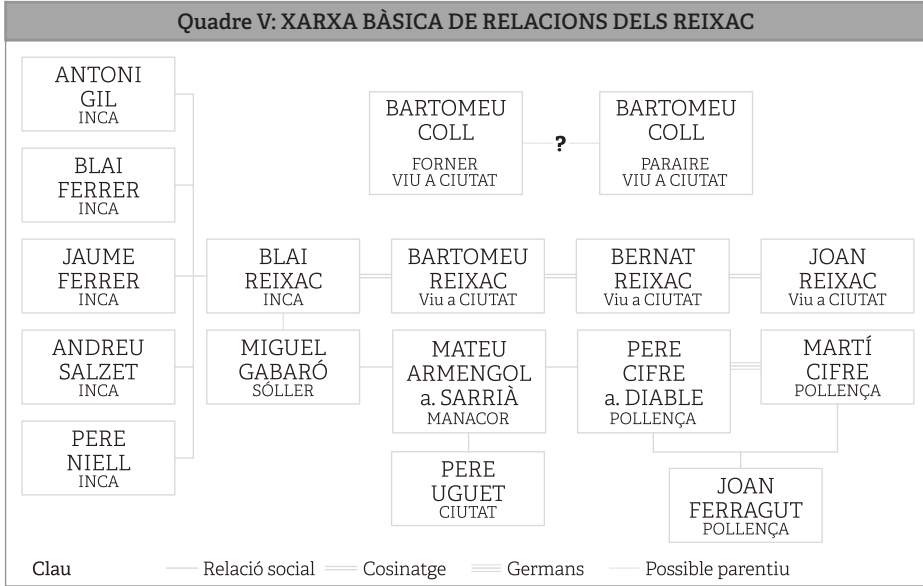 Quadre V: XARXA BÀSICA DE RELACIONS DELS REIXAC
ANTONI
GIL
INCA
BLAI
FERRER
INCA
JAUME
FERRER
INCA
ANDREU
SALZET
INCA
PERE
NIELL
INCA
BARTOMEU
COLL
FORNER
VIU A CIUTAT
?
BARTOMEU
COLL
PARAIRE
VIU A CIUTAT
BLAI
REIXAC
INCA
BARTOMEU
REIXAC
Viu a CIUTAT
BERNAT
REIXAC
Viu a CIUTAT
JOAN
REIXAC
Viu a CIUTAT
MIGUEL
GABARÓ
SÓLLER
MATEU
ARMENGOL
a. SARRIÀ
MANACOR
PERE
CIFRE
a. DIABLE
POLLENÇA
MARTÍ
CIFRE
POLLENÇA
PERE
UGUET
CIUTAT
JOAN
FERRAGUT
POLLENÇA
Clau Relació social Cosinatge Germans Possible parentiu